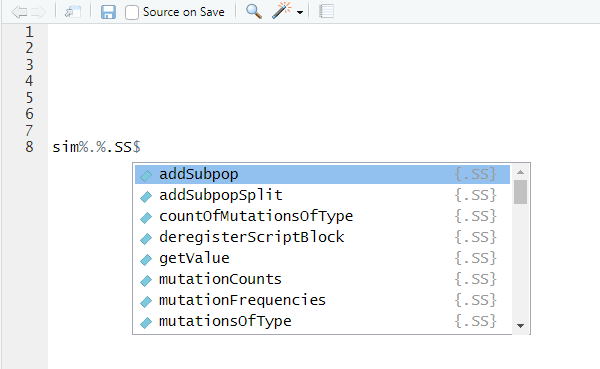 Source on Save
1
2
3
4
5
6
7
8 sim%.%.SS$
addSubpop {.SS}
addSubpopSplit {.SS}
countOfMutationsOfType {.SS}
deregisterScriptBlock {.SS}
getValue {.SS}
mutationCounts {.SS}
mutationFrequencies {.SS}
mutationsOfType {.SS}